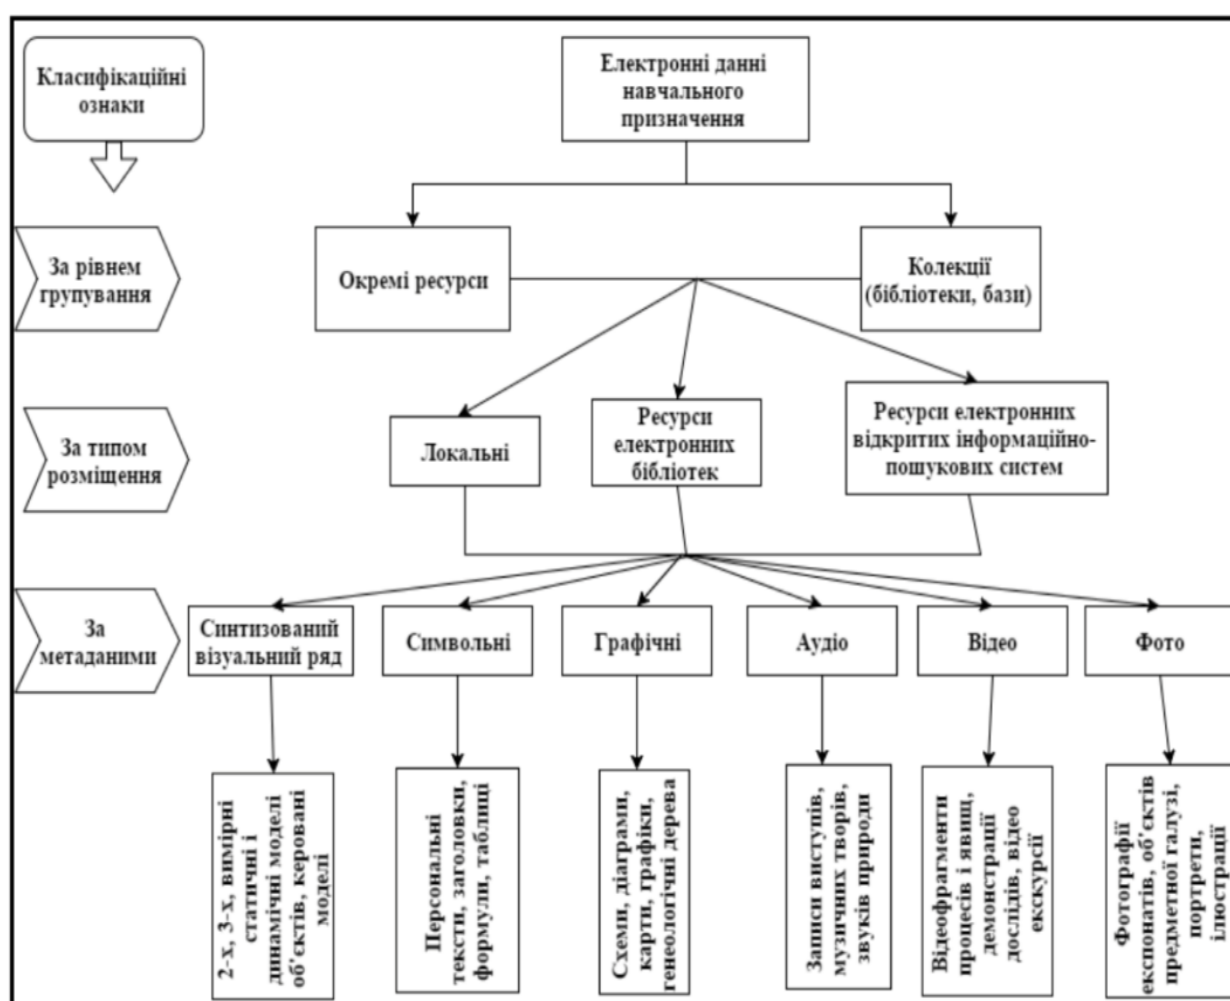 Класифікаційні
ознаки
Електронні данні
навчального
призначення
За рівнем
групування
Окремі ресурси
Колекції
(бібліотеки, бази)
За типом
розміщення
Локальні
Ресурси
електронних
бібліотек
Ресурси електронних
відкритих інформаційно-
пошукових систем
За
метаданими
Синтизований
візуальний ряд
Символьні
Графічні
Аудіо
Відео
Фото
2-х, 3-х, вимірні
статичні і
динамічні моделі
об'єктів, керовані
моделі
Персональні
тексти, заголовки,
формули, таблиці
Схеми, діаграми,
карти, графіки,
генеологічні дерева
Записи виступів,
музичних творів,
звуків природи
Відеофрагменти
процесів і явищ,
демонстрації
дослідів, відео
екскурсії
Фотографії
експонатів, об'єктів
предметної галузі,
портрети,
ілюстрації